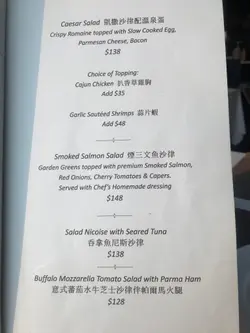 Caesar Salad 凱撒沙律配溫泉蛋
Crispy Romaine tapped with Slow Cooked Egg,
Parmesan Cheese, Bacon
$138
Choice of Topping:
Cajun Chicken 扒香草雞胸
Add $35
Garlic Sautéed Shrimps 蒜片蝦
Add $48
Smoked Salmon Salad 煙三文魚沙律
Garden Greens topped with premium Smoked Salmon,
Red Onions, Cherry Tomatoes & Capers.
Served with Chef's Homemade dressing
$148
Salad Nicoise with Seared Tuna
吞拿魚尼斯沙律
$138
Buffalo Mozzarella Tomato Salad with Parma Ham
意式蕃茄水牛芝士沙律伴帕爾馬火腿
$128